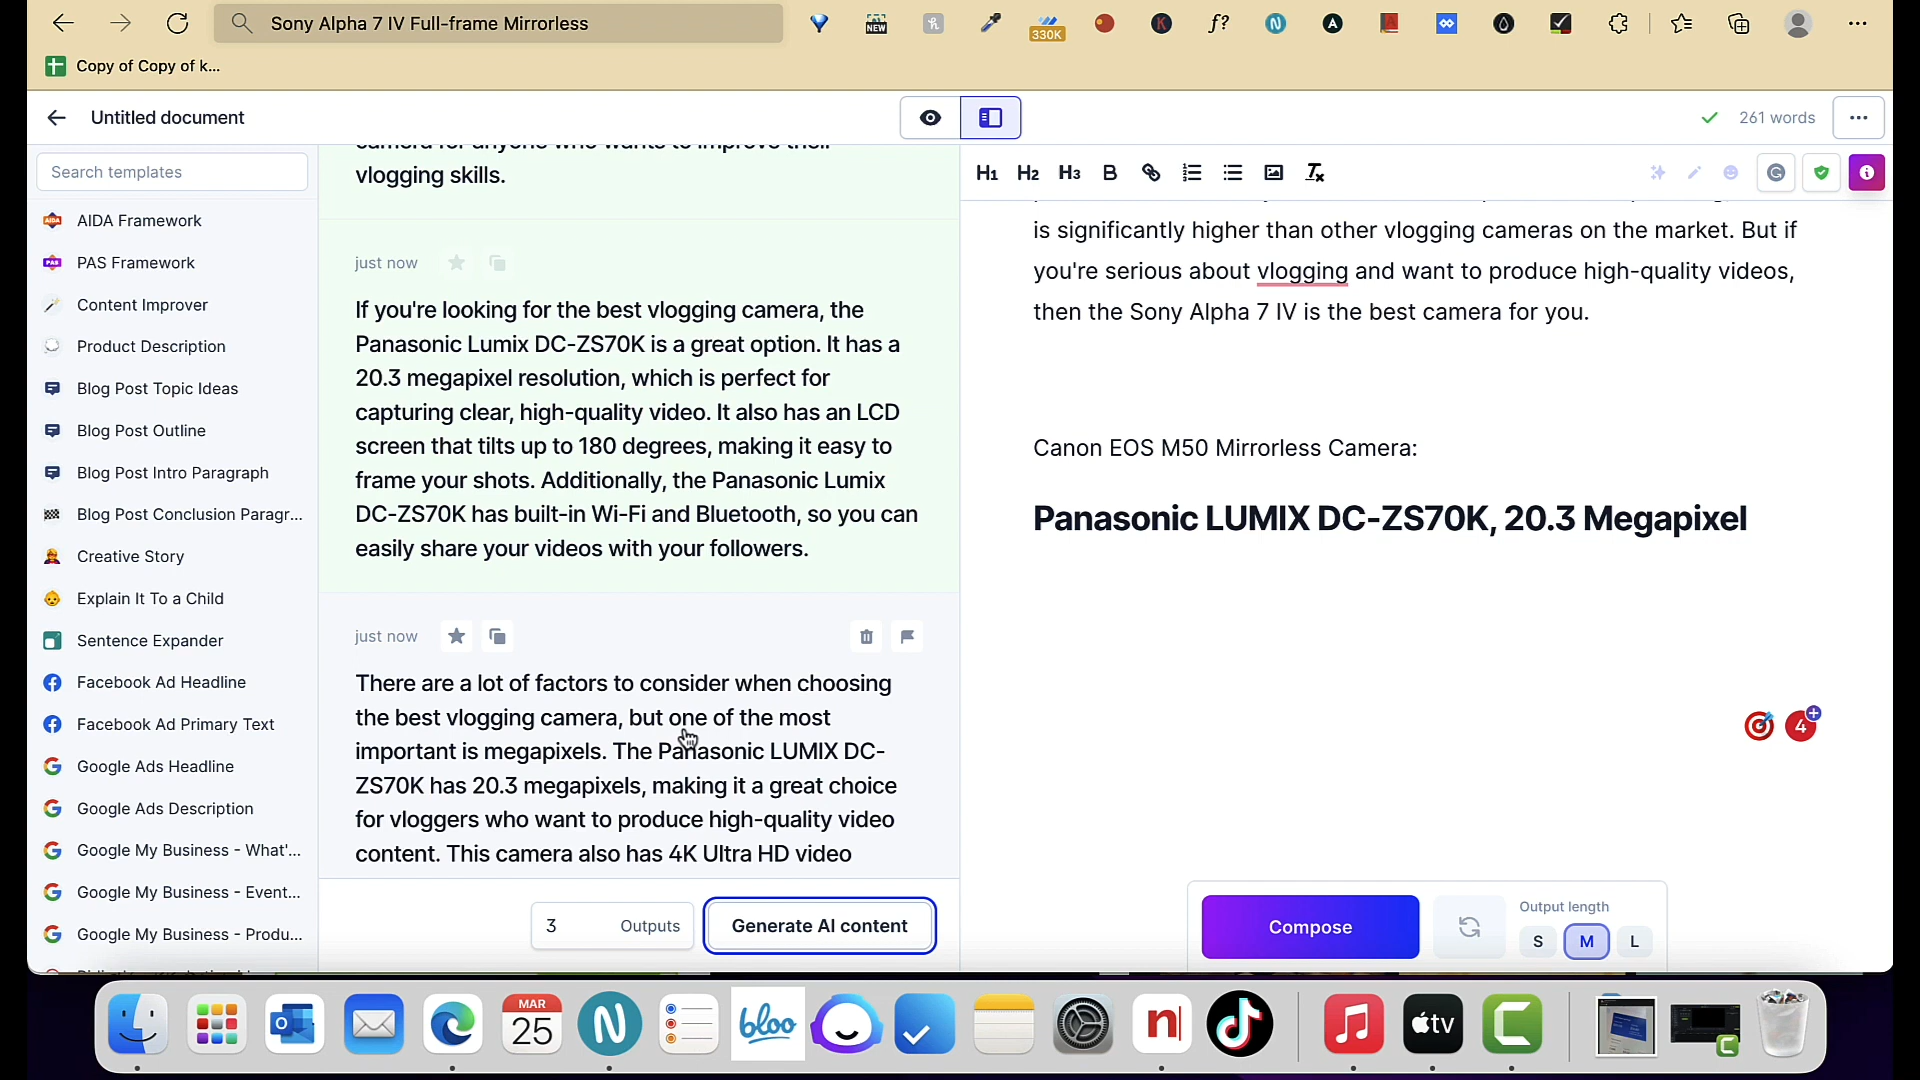 Sony Alpha 7 IV Full-frame Mirrorless
NEW
330K
f?
Copy of Copy of k...
Untitled document
261 words
Search templates
AIDA Framework
PAS Framework
Content Improver
Product Description
Blog Post Topic Ideas
Blog Post Outline
Blog Post Intro Paragraph
Blog Post Conclusion Paragr...
Creative Story
Explain It To a Child
Sentence Expander
Facebook Ad Headline
Facebook Ad Primary Text
Google Ads Headline
Google Ads Description
Google My Business - What'...
Google My Business - Event...
Google My Business - Produ...
camera for anyone who wants to improve their
vlogging skills.
just now
If you're looking for the best vlogging camera, the
Panasonic Lumix DC-ZS70K is a great option. It has a
20.3 megapixel resolution, which is perfect for
capturing clear, high-quality video. It also has an LCD
screen that tilts up to 180 degrees, making it easy to
frame your shots. Additionally, the Panasonic Lumix
DC-ZS70K has built-in Wi-Fi and Bluetooth, so you can
easily share your videos with your followers.
just now
There are a lot of factors to consider when choosing
the best vlogging camera, but one of the most
important is megapixels. The Panasonic LUMIX DC-
ZS70K has 20.3 megapixels, making it a great choice
for vloggers who want to produce high-quality video
content. This camera also has 4K Ultra HD video
3 Outputs
Generate AI content
H1 H2 H3 B
is significantly higher than other vlogging cameras on the market. But if
you're serious about vlogging and want to produce high-quality videos,
then the Sony Alpha 7 IV is the best camera for you.
Canon EOS M50 Mirrorless Camera:
Panasonic LUMIX DC-ZS70K, 20.3 Megapixel
4
Compose
Output length
S M L
MAR
25
bloo
tv